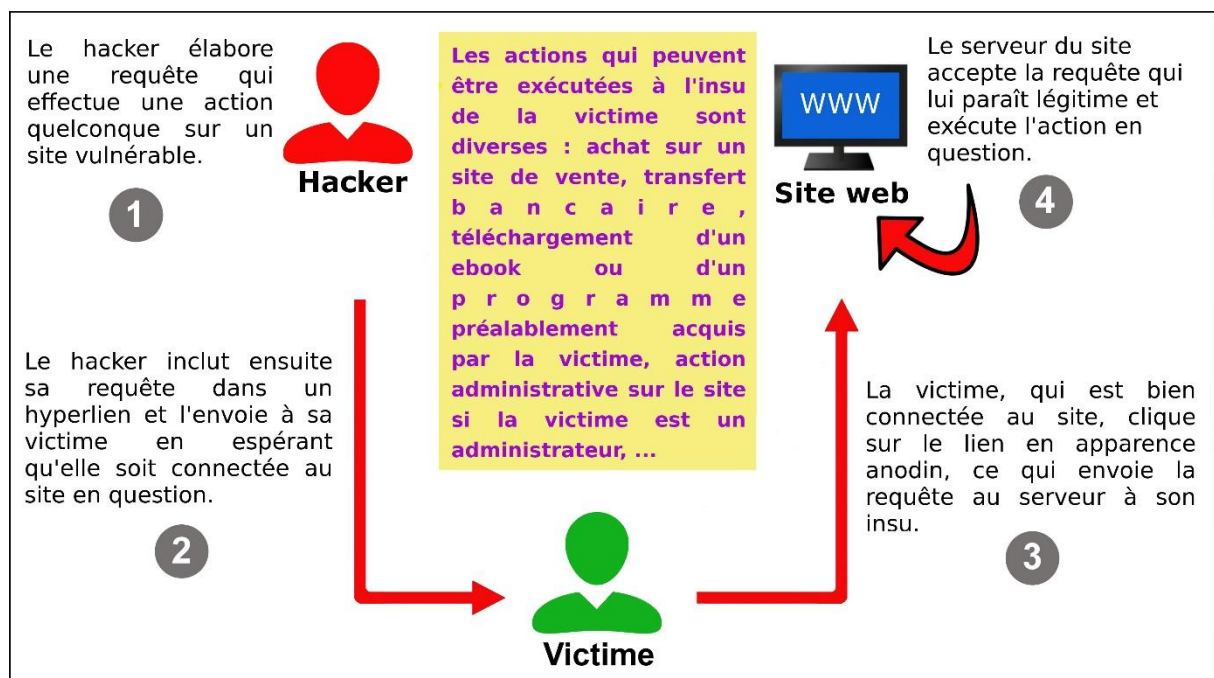 Le hacker élabore
une requête qui
effectue une action
quelconque sur un
site vulnérable.
1
Hacker
Les actions qui peuvent
être exécutées à l'insu
de la victime sont
diverses : achat sur un
site de vente, transfert
bancaire,
téléchargement d'un
ebook ou d'un
programme
préalablement acquis
par la victime, action
administrative sur le site
si la victime est un
administrateur, ...
WWW
Site web
Le serveur du site
accepte la requête qui
lui paraît légitime et
exécute l'action en
question.
4
Le hacker inclut ensuite
sa requête dans un
hyperlien et l'envoie à sa
victime en espérant
qu'elle soit connectée au
site en question.
2
La victime, qui est bien
connectée au site, clique
sur le lien en apparence
anodin, ce qui envoie la
requête au serveur à son
insu.
3
Victime